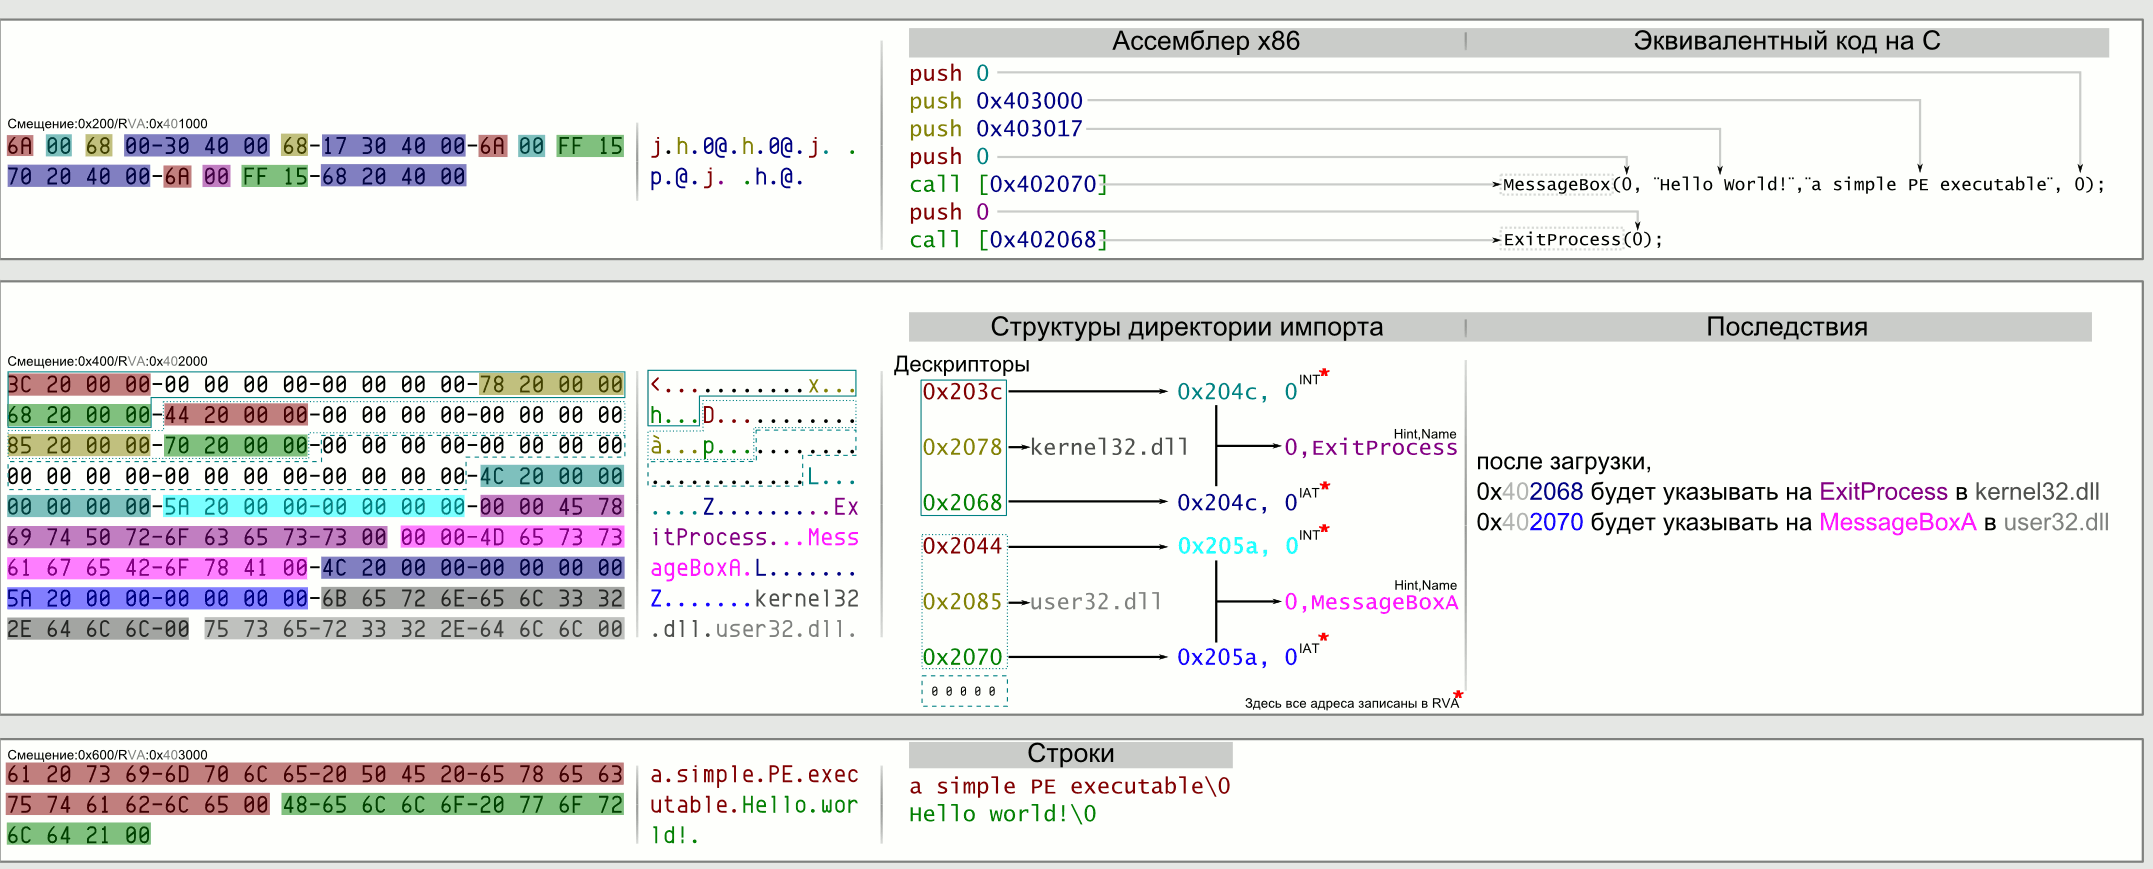 Ассемблер x86
Эквивалентный код на C
Смещение:0x200/RVA:0x401000
6A 00 68 00-30 40 00 68-17 30 40 00-6A 00 FF 15
70 20 40 00-6A 00 FF 15-68 20 40 00
j.h.0@.h.0@.j. .
p.@.j. .h.@.
push 0
push 0x403000
push 0x403017
push 0
call [0x402070]
push 0
call [0x402068]
MessageBox(0, ¨Hello World!¨,¨a simple PE executable¨, 0);
ExitProcess(0);
Структуры директории импорта
Последствия
Смещение:0x400/RVA:0x402000
3C 20 00 00-00 00 00 00-00 00 00 00-78 20 00 00
68 20 00 00-44 20 00 00-00 00 00 00-00 00 00 00
85 20 00 00-70 20 00 00-00 00 00 00-00 00 00 00
00 00 00 00-00 00 00 00-00 00 00 00-4C 20 00 00
00 00 00 00-5A 20 00 00-00 00 00 00-00 00 45 78
69 74 50 72-6F 63 65 73-73 00 00 00-4D 65 73 73
61 67 65 42-6F 78 41 00-4C 20 00 00-00 00 00 00
5A 20 00 00-00 00 00 00-6B 65 72 6E-65 6C 33 32
2E 64 6C 6C-00 75 73 65-72 33 32 2E-64 6C 6C 00
<...........x...
h...D...........
à...p...........
............L...
....Z.........Ex
itProcess...Mess
ageBoxA.L.......
Z.......kernel32
.dll.user32.dll.
Дескрипторы
0x203c
0x204c, 0 INT*
0x2078
kernel32.dll
Hint,Name
0,ExitProcess
0x2068
0x204c, 0 IAT*
0x2044
0x205a, 0 INT*
0x2085
user32.dll
Hint,Name
0,MessageBoxA
0x2070
0x205a, 0 IAT*
0 0 0 0 0
Здесь все адреса записаны в RVA*
после загрузки,
0x402068 будет указывать на ExitProcess в kernel32.dll
0x402070 будет указывать на MessageBoxA в user32.dll
Смещение:0x600/RVA:0x403000
61 20 73 69-6D 70 6C 65-20 50 45 20-65 78 65 63
75 74 61 62-6C 65 00 48-65 6C 6C 6F-20 77 6F 72
6C 64 21 00
a.simple.PE.exec
utable.Hello.wor
ld!.
Строки
a simple PE executable\0
Hello world!\0